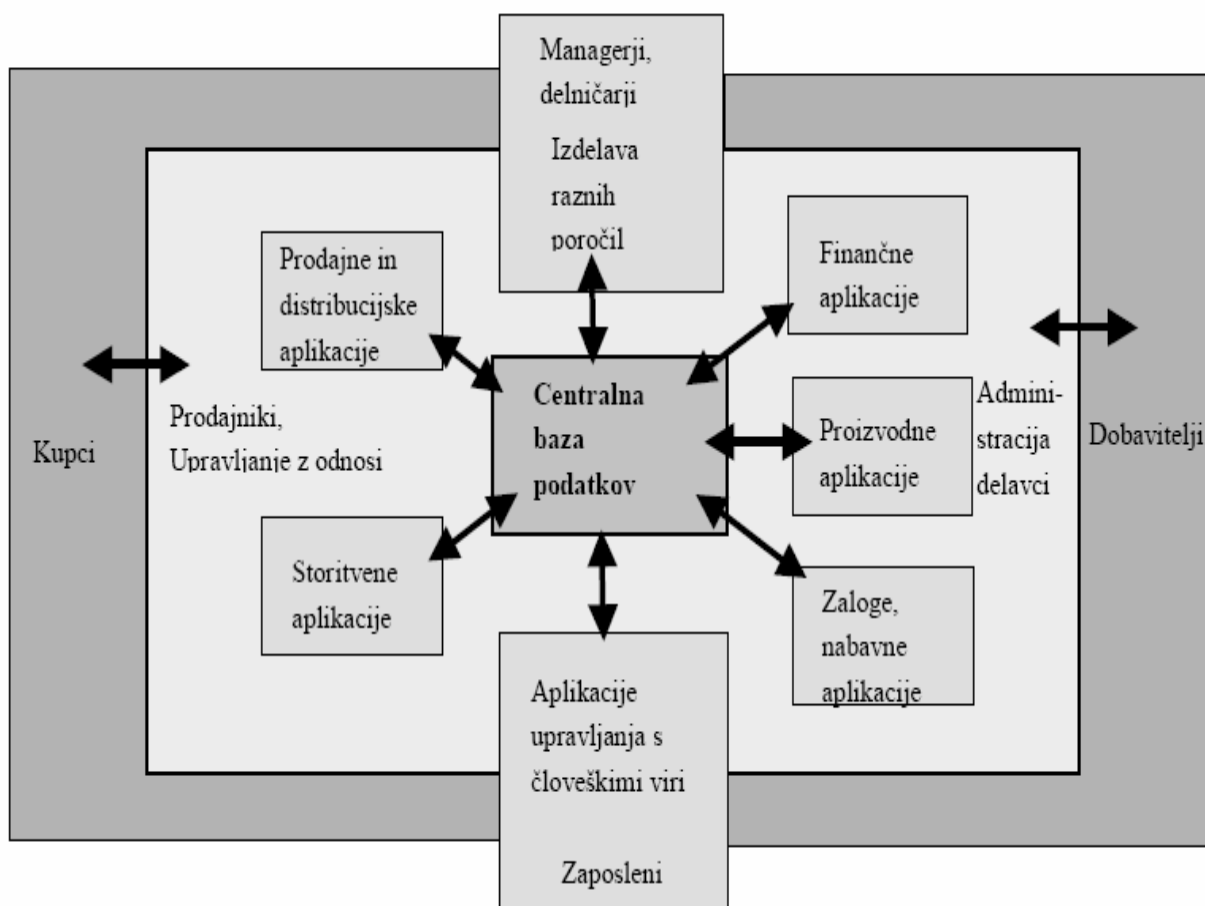 Managerji,
delničarji
Izdelava
raznih
poročil
Prodajne in
distribucijske
aplikacije
Finančne
aplikacije
Centralna
baza
podatkov
Prodajniki,
Upravljanje z odnosi
Kupci
Proizvodne
aplikacije
Admini-
stracija
delavci
Dobavitelji
Storitvene
aplikacije
Zaloge,
nabavne
aplikacije
Aplikacije
upravljanja s
človeškimi viri
Zaposleni